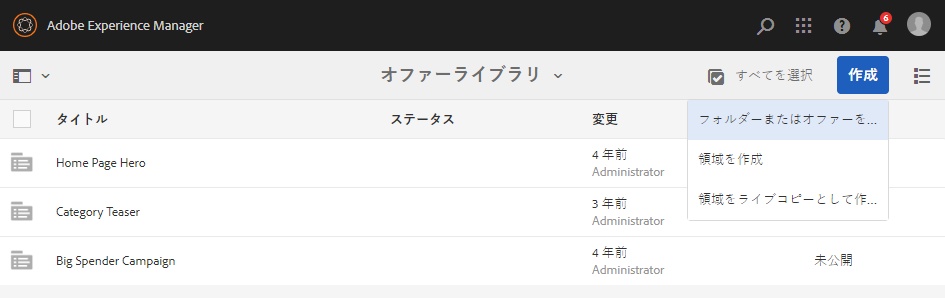 Adobe Experience Manager
6
オファーライブラリ
すべてを選択
作成
タイトル
ステータス
変更
フォルダーまたはオファーを...
領域を作成
領域をライブコピーとして作...
Home Page Hero
4 年前
Administrator
Category Teaser
3 年前
Administrator
Big Spender Campaign
4 年前
Administrator
未公開